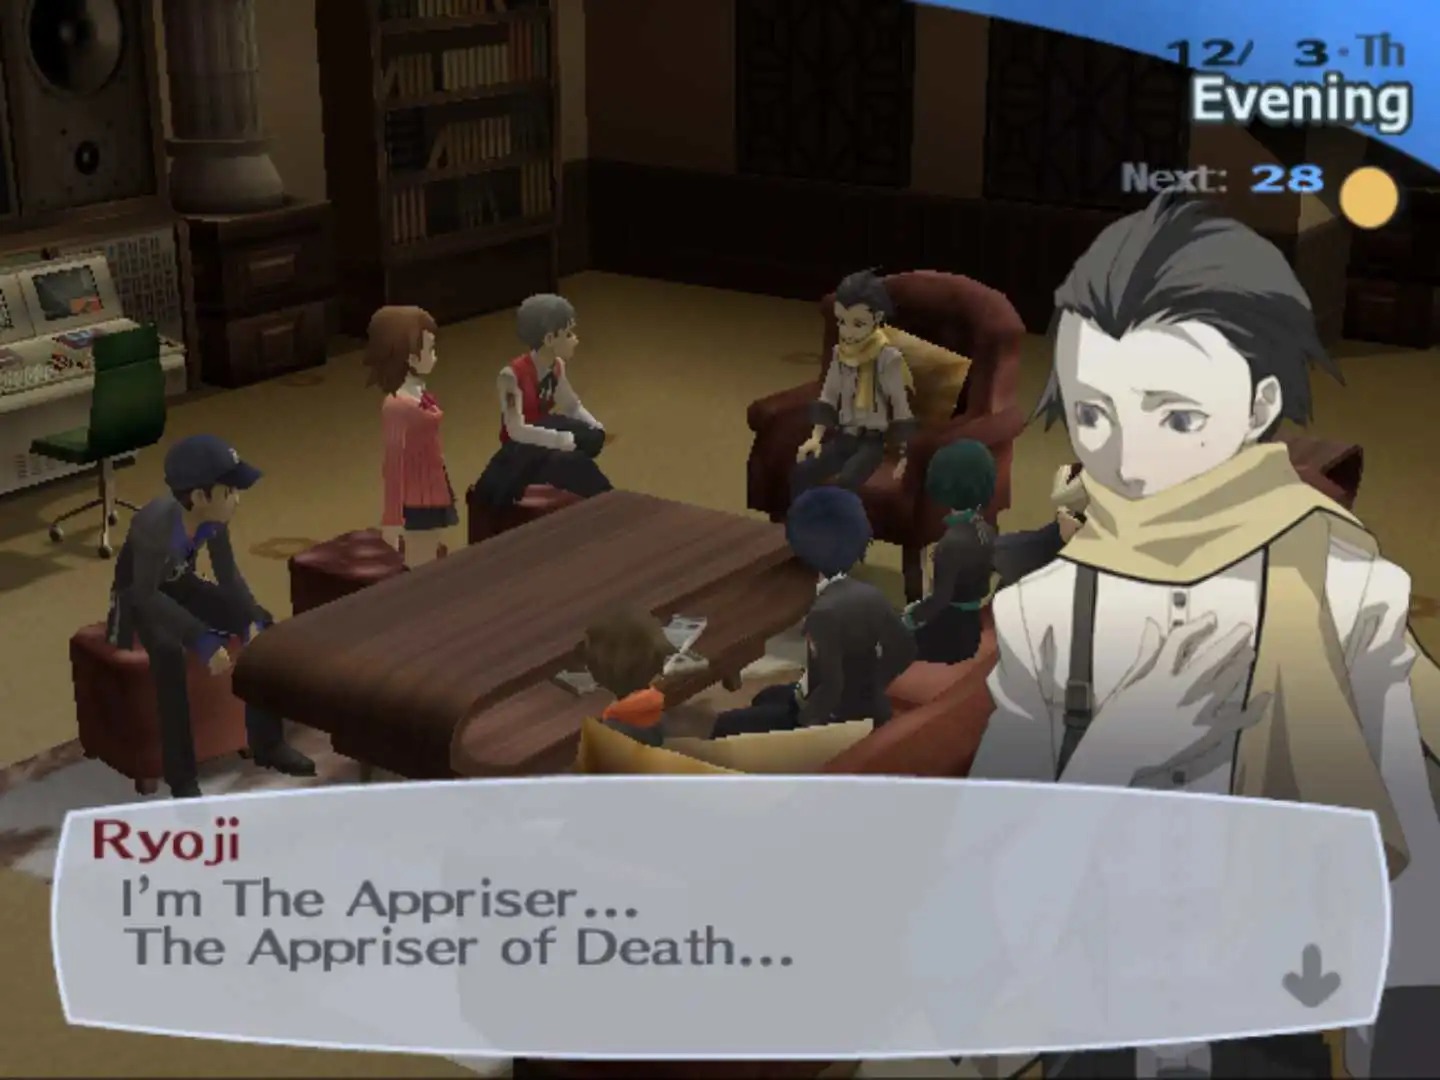 12/ 3·Th
Evening
Next: 28
Ryoji
I'm The Appriser...
The Appriser of Death...